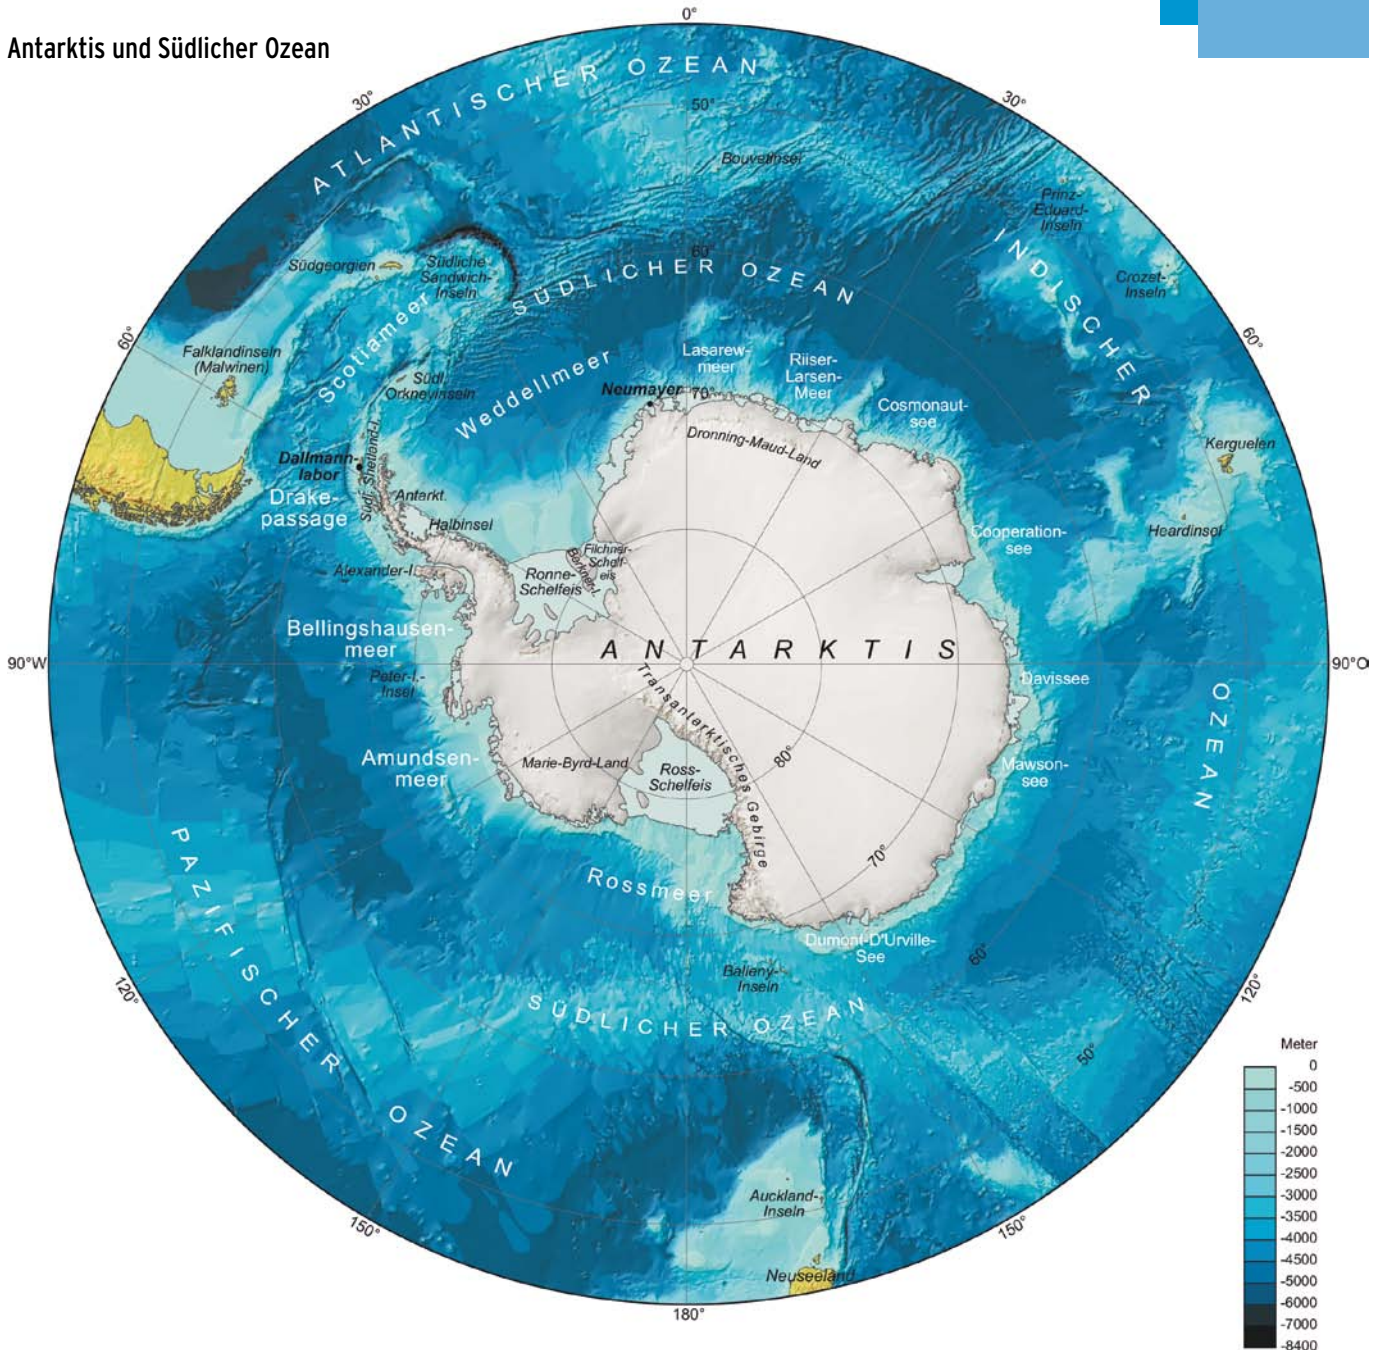 Antarktis und Südlicher Ozean
0°
30°
30°
ATLANTISCHER OZEAN
50°
Bouvetinsel
Prinz-
Eduard-
Inseln
INDISCHER
Crozet-
Inseln
60°
60°
60°
Südgeorgien
Südliche
Sandwich-
Inseln
SÜDLICHER OZEAN
Scotiameer
Falklandinseln
(Malwinen)
Südl.
Orkneyinseln
Weddellmeer
Lasarew-
meer
Riiser-
Larsen-
Meer
Cosmonaut-
see
Neumayer
70°
Dronning-Maud-Land
Kerguelen
Heardinsel
Dallmann-
labor
Südl. Shetland-I.
Drake-
passage
Antarkt.
Halbinsel
Cooperation-
see
Alexander-I.
Ronne-
Schelfeis
Berkner-I.
Filchner-
Schelf-
eis
Bellingshausen-
meer
ANTARKTIS
90°W
90°O
Peter-I.-
Insel
Davissee
OZEAN
Transantarktisches Gebirge
Amundsen-
meer
Marie-Byrd-Land
Ross-
Schelfeis
80°
Mawson-
see
PAZIFISCHER
OZEAN
70°
Rossmeer
Dumont-D'Urville-
See
60°
Balleny-
Inseln
SÜDLICHER OZEAN
120°
120°
50°
Auckland-
Inseln
Neuseeland
150°
150°
180°
Meter
0
-500
-1000
-1500
-2000
-2500
-3000
-3500
-4000
-4500
-5000
-6000
-7000
-8400